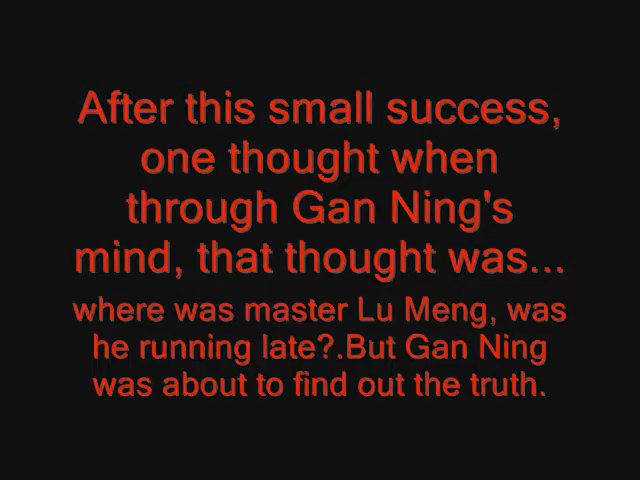 After this small success,
one thought when
through Gan Ning's
mind, that thought was...
where was master Lu Meng, was
he running late?.But Gan Ning
was about to find out the truth.